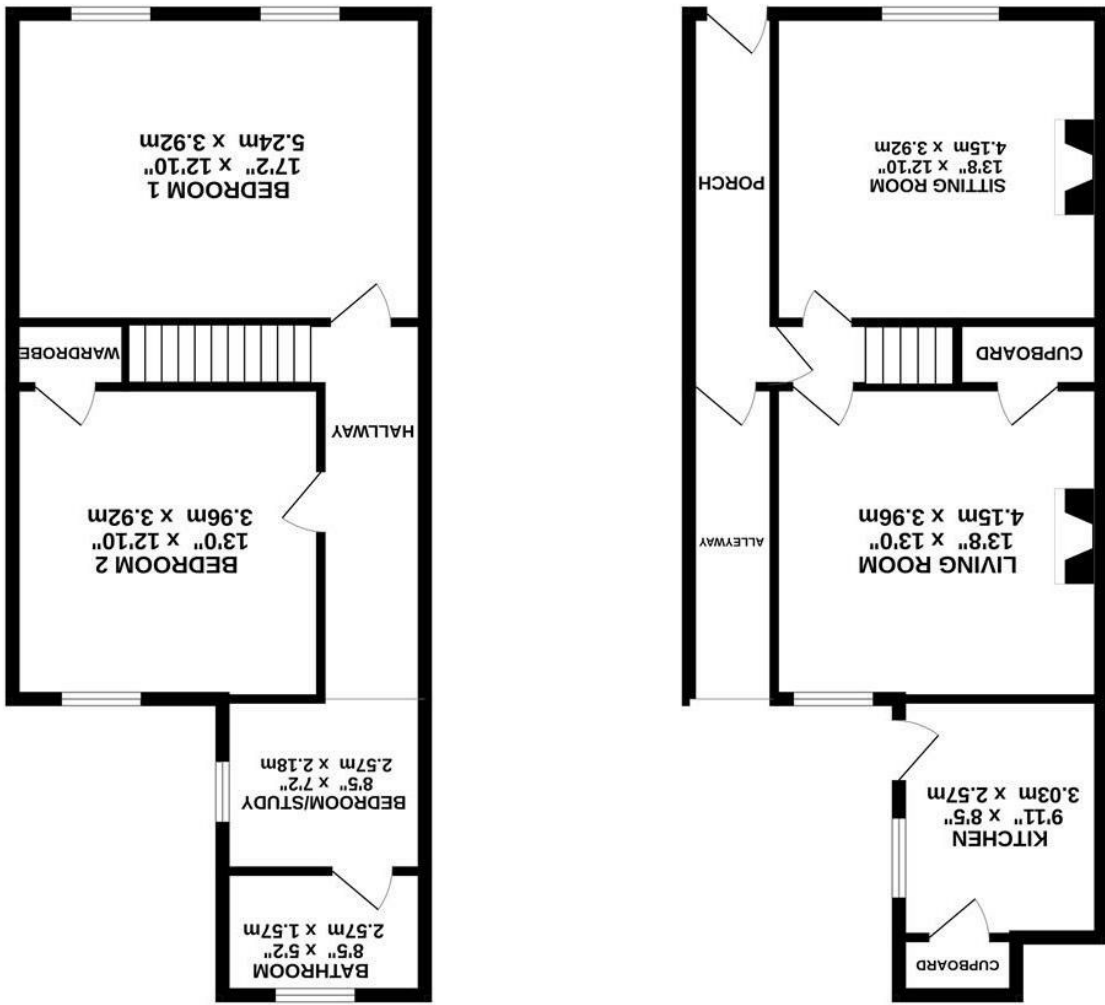 CUPBOARD
KITCHEN
9'11" x 8'5"
3.03m x 2.57m
LIVING ROOM
13'8" x 13'0"
4.15m x 3.96m
ALLEYWAY
CUPBOARD
SITTING ROOM
13'8" x 12'10"
4.15m x 3.92m
PORCH
BATHROOM
8'5" x 5'2"
2.57m x 1.57m
BEDROOM/STUDY
8'5" x 7'2"
2.57m x 2.18m
BEDROOM 2
13'0" x 12'10"
3.96m x 3.92m
HALLWAY
WARDROBE
BEDROOM 1
17'2" x 12'10"
5.24m x 3.92m